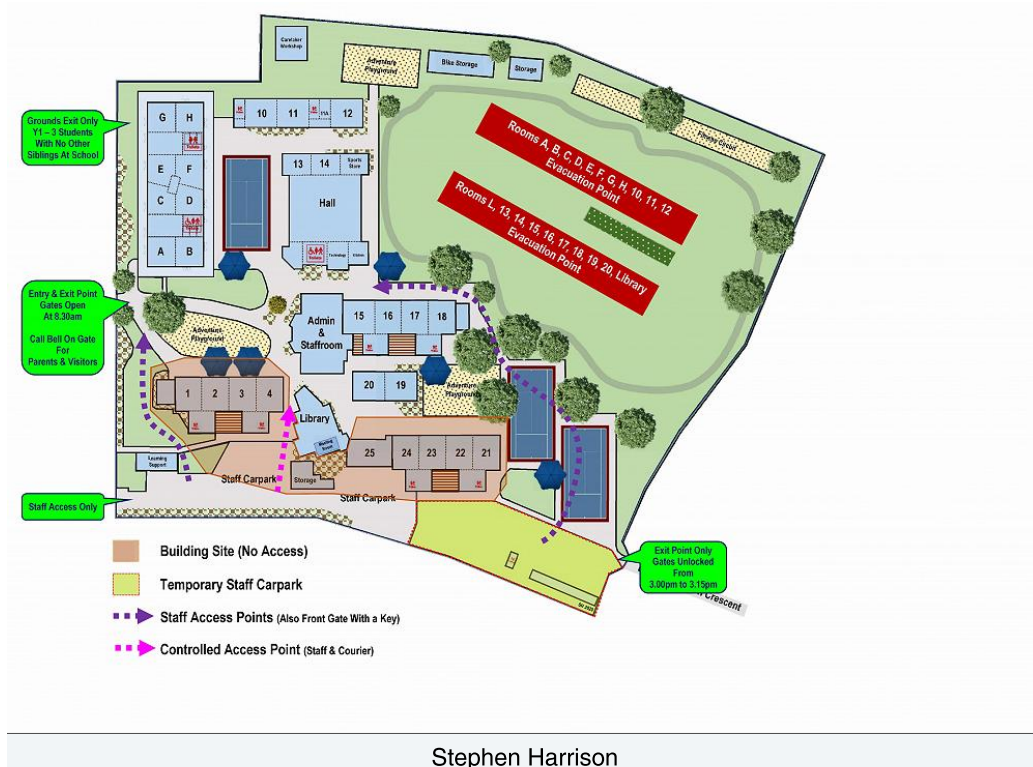 Caretaker
Workshop
Adventure
Playground
Bike Storage
Storage
Grounds Exit Only
Y1 – 3 Students
With No Other
Siblings At School
G H
E F
C D
A B
10 11 11A 12
13 14 Sports
Store
Hall
Technology Kitchen
Fitness Circuit
Rooms A, B, C, D, E, F, G, H, 10, 11, 12
Evacuation Point
Rooms L, 13, 14, 15, 16, 17, 18, 19, 20, Library
Evacuation Point
Entry & Exit Point
Gates Open
At 8.30am
Call Bell On Gate
For
Parents & Visitors
Adventure
Playground
Admin
&
Staffroom
15 16 17 18
20 19
Adventure
Playground
1 2 3 4
Library
Meeting
Room
25 24 23 22 21
Learning
Support
Staff Carpark
Storage
Staff Carpark
Staff Access Only
Exit Point Only
Gates Unlocked
From
3.00pm to 3.15pm
Crescent
Building Site (No Access)
Temporary Staff Carpark
Staff Access Points (Also Front Gate With a Key)
Controlled Access Point (Staff & Courier)
Stephen Harrison